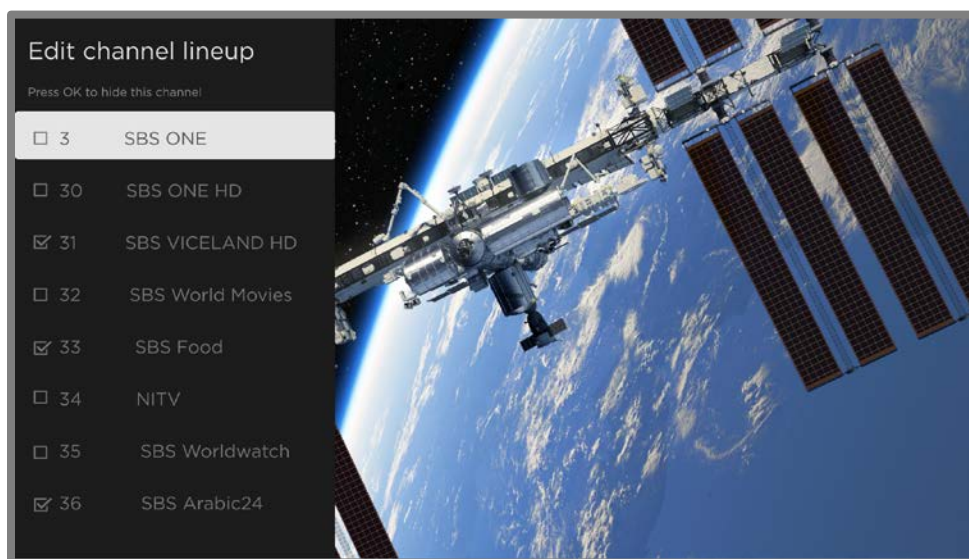 Edit channel lineup
Press OK to hide this channel
3 SBS ONE
30 SBS ONE HD
31 SBS VICELAND HD
32 SBS World Movies
33 SBS Food
34 NITV
35 SBS Worldwatch
36 SBS Arabic24